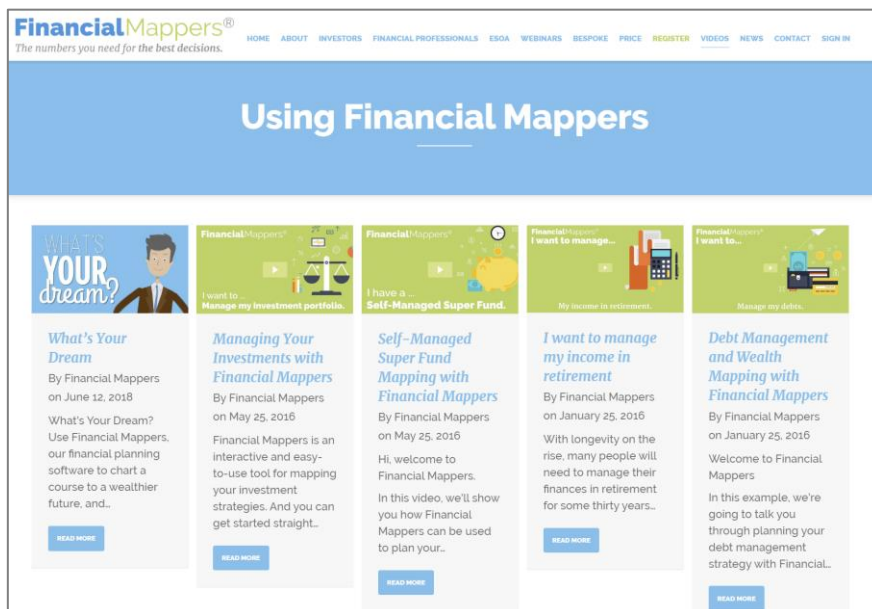 FinancialMappers®
The numbers you need for the best decisions.
HOME ABOUT INVESTORS FINANCIAL PROFESSIONALS ESOA WEBINARS BESPOKE PRICE REGISTER VIDEOS NEWS CONTACT SIGN IN
Using Financial Mappers
WHAT'S
YOUR
dream?
What's Your
Dream
By Financial Mappers
on June 12, 2018
What's Your Dream?
Use Financial Mappers,
our financial planning
software to chart a
course to a wealthier
future, and...
READ MORE
FinancialMappers®
I want to ...
Manage my investment portfolio.
Managing Your
Investments with
Financial Mappers
By Financial Mappers
on May 25, 2016
Financial Mappers is an
interactive and easy-
to-use tool for mapping
your investment
strategies. And you can
get started straight...
READ MORE
FinancialMappers®
I have a ...
Self-Managed Super Fund.
Self-Managed
Super Fund
Mapping with
Financial Mappers
By Financial Mappers
on May 25, 2016
Hi, welcome to
Financial Mappers.
In this video, we'll show
you how Financial
Mappers can be used
to plan your...
READ MORE
FinancialMappers®
I want to manage...
My income in retirement.
I want to manage
my income in
retirement
By Financial Mappers
on January 25, 2016
With longevity on the
rise, many people will
need to manage their
finances in retirement
for some thirty years...
READ MORE
FinancialMappers®
I want to...
Manage my debts.
Debt Management
and Wealth
Mapping with
Financial Mappers
By Financial Mappers
on January 25, 2016
Welcome to Financial
Mappers
In this example, we're
going to talk you
through planning your
debt management
strategy with Financial...
READ MORE